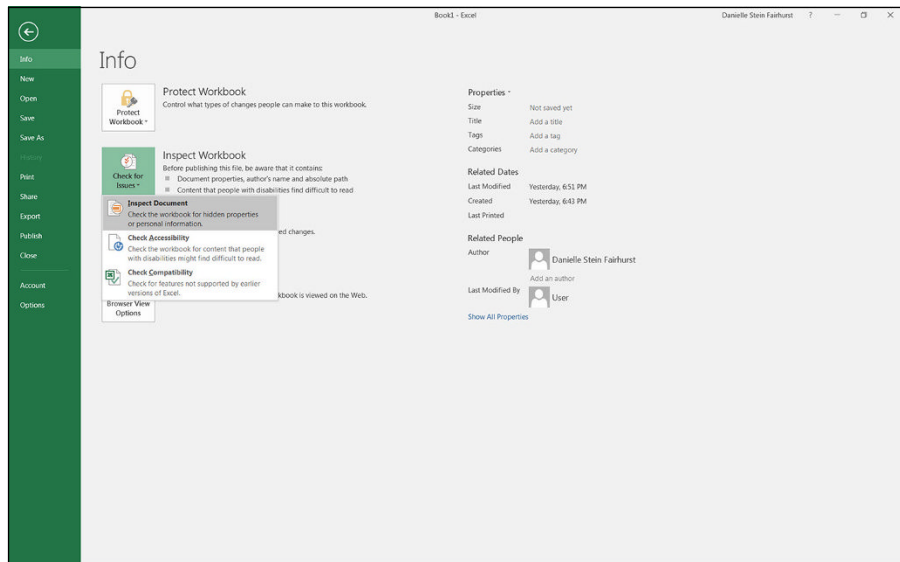 Book1 - Excel
Danielle Stein Fairhurst
?
Info
New
Open
Save
Save As
History
Print
Share
Export
Publish
Close
Account
Options
Info
Protect Workbook
Protect Workbook
Control what types of changes people can make to this workbook.
Check for Issues
Inspect Workbook
Before publishing this file, be aware that it contains:
Document properties, author's name and absolute path
Content that people with disabilities find difficult to read
Inspect Document
Check the workbook for hidden properties
or personal information.
Check Accessibility
Check the workbook for content that people
with disabilities might find difficult to read.
Check Compatibility
Check for features not supported by earlier
versions of Excel.
ed changes.
kbook is viewed on the Web.
Browser View
Options
Properties
Size Not saved yet
Title Add a title
Tags Add a tag
Categories Add a category
Related Dates
Last Modified Yesterday, 6:51 PM
Created Yesterday, 6:43 PM
Last Printed
Related People
Author Danielle Stein Fairhurst
Add an author
Last Modified By User
Show All Properties